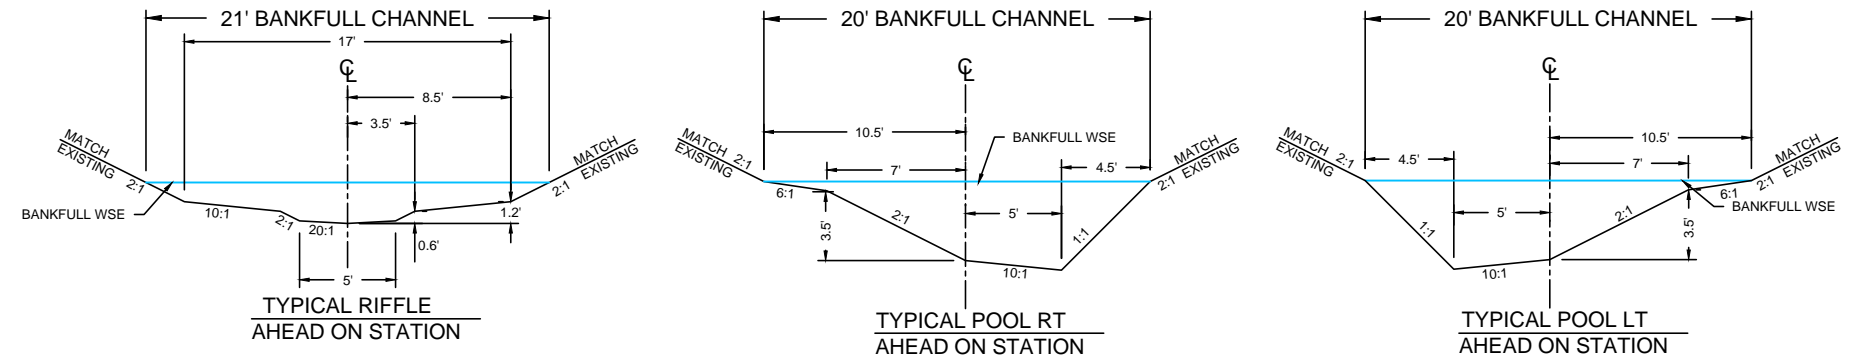 21' BANKFULL CHANNEL
17'
CL
8.5'
3.5'
MATCH
EXISTING
2:1
BANKFULL WSE
10:1
2:1
20:1
5'
0.6'
1.2'
2:1
MATCH
EXISTING
TYPICAL RIFFLE
AHEAD ON STATION
20' BANKFULL CHANNEL
CL
10.5'
BANKFULL WSE
MATCH
EXISTING
2:1
7'
4.5'
MATCH
EXISTING
2:1
6:1
5'
3.5'
2:1
1:1
10:1
TYPICAL POOL RT
AHEAD ON STATION
20' BANKFULL CHANNEL
CL
10.5'
MATCH
EXISTING
2:1
4.5'
7'
MATCH
EXISTING
2:1
6:1
BANKFULL WSE
5'
1:1
2:1
3.5'
10:1
TYPICAL POOL LT
AHEAD ON STATION